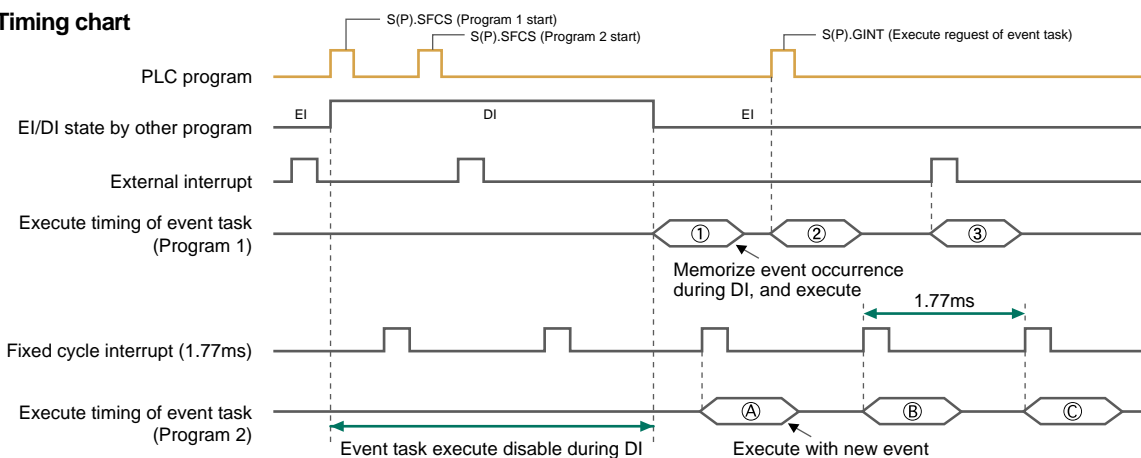 Timing chart
S(P).SFCS (Program 1 start)
S(P).SFCS (Program 2 start)
S(P).GINT (Execute reguest of event task)
PLC program
EI/DI state by other program
EI
DI
EI
External interrupt
Execute timing of event task
(Program 1)
①
②
③
Memorize event occurrence
during DI, and execute
1.77ms
Fixed cycle interrupt (1.77ms)
Execute timing of event task
(Program 2)
Ⓐ
Ⓑ
Ⓒ
Event task execute disable during DI
Execute with new event